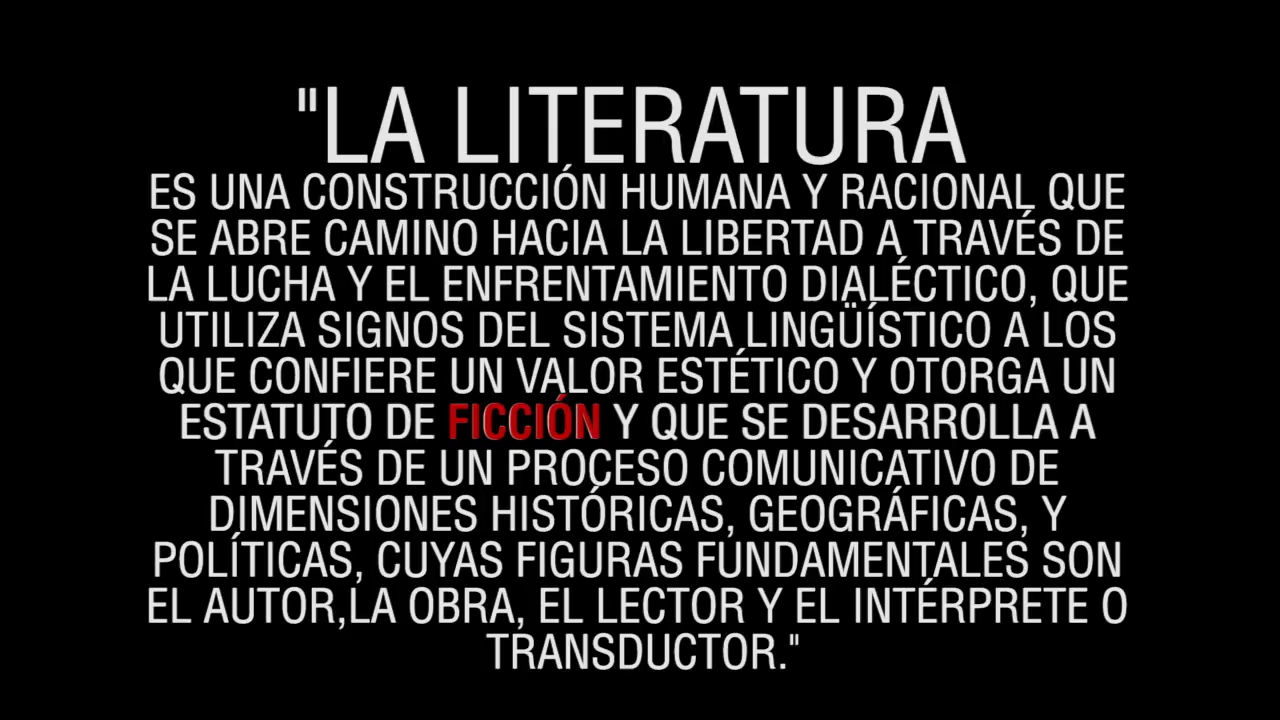 "LA LITERATURA
ES UNA CONSTRUCCIÓN HUMANA Y RACIONAL QUE
SE ABRE CAMINO HACIA LA LIBERTAD A TRAVÉS DE
LA LUCHA Y EL ENFRENTAMIENTO DIALÉCTICO, QUE
UTILIZA SIGNOS DEL SISTEMA LINGÜÍSTICO A LOS
QUE CONFIERE UN VALOR ESTÉTICO Y OTORGA UN
ESTATUTO DE FICCIÓN Y QUE SE DESARROLLA A
TRAVÉS DE UN PROCESO COMUNICATIVO DE
DIMENSIONES HISTÓRICAS, GEOGRÁFICAS, Y
POLÍTICAS, CUYAS FIGURAS FUNDAMENTALES SON
EL AUTOR,LA OBRA, EL LECTOR Y EL INTÉRPRETE O
TRANSDUCTOR."